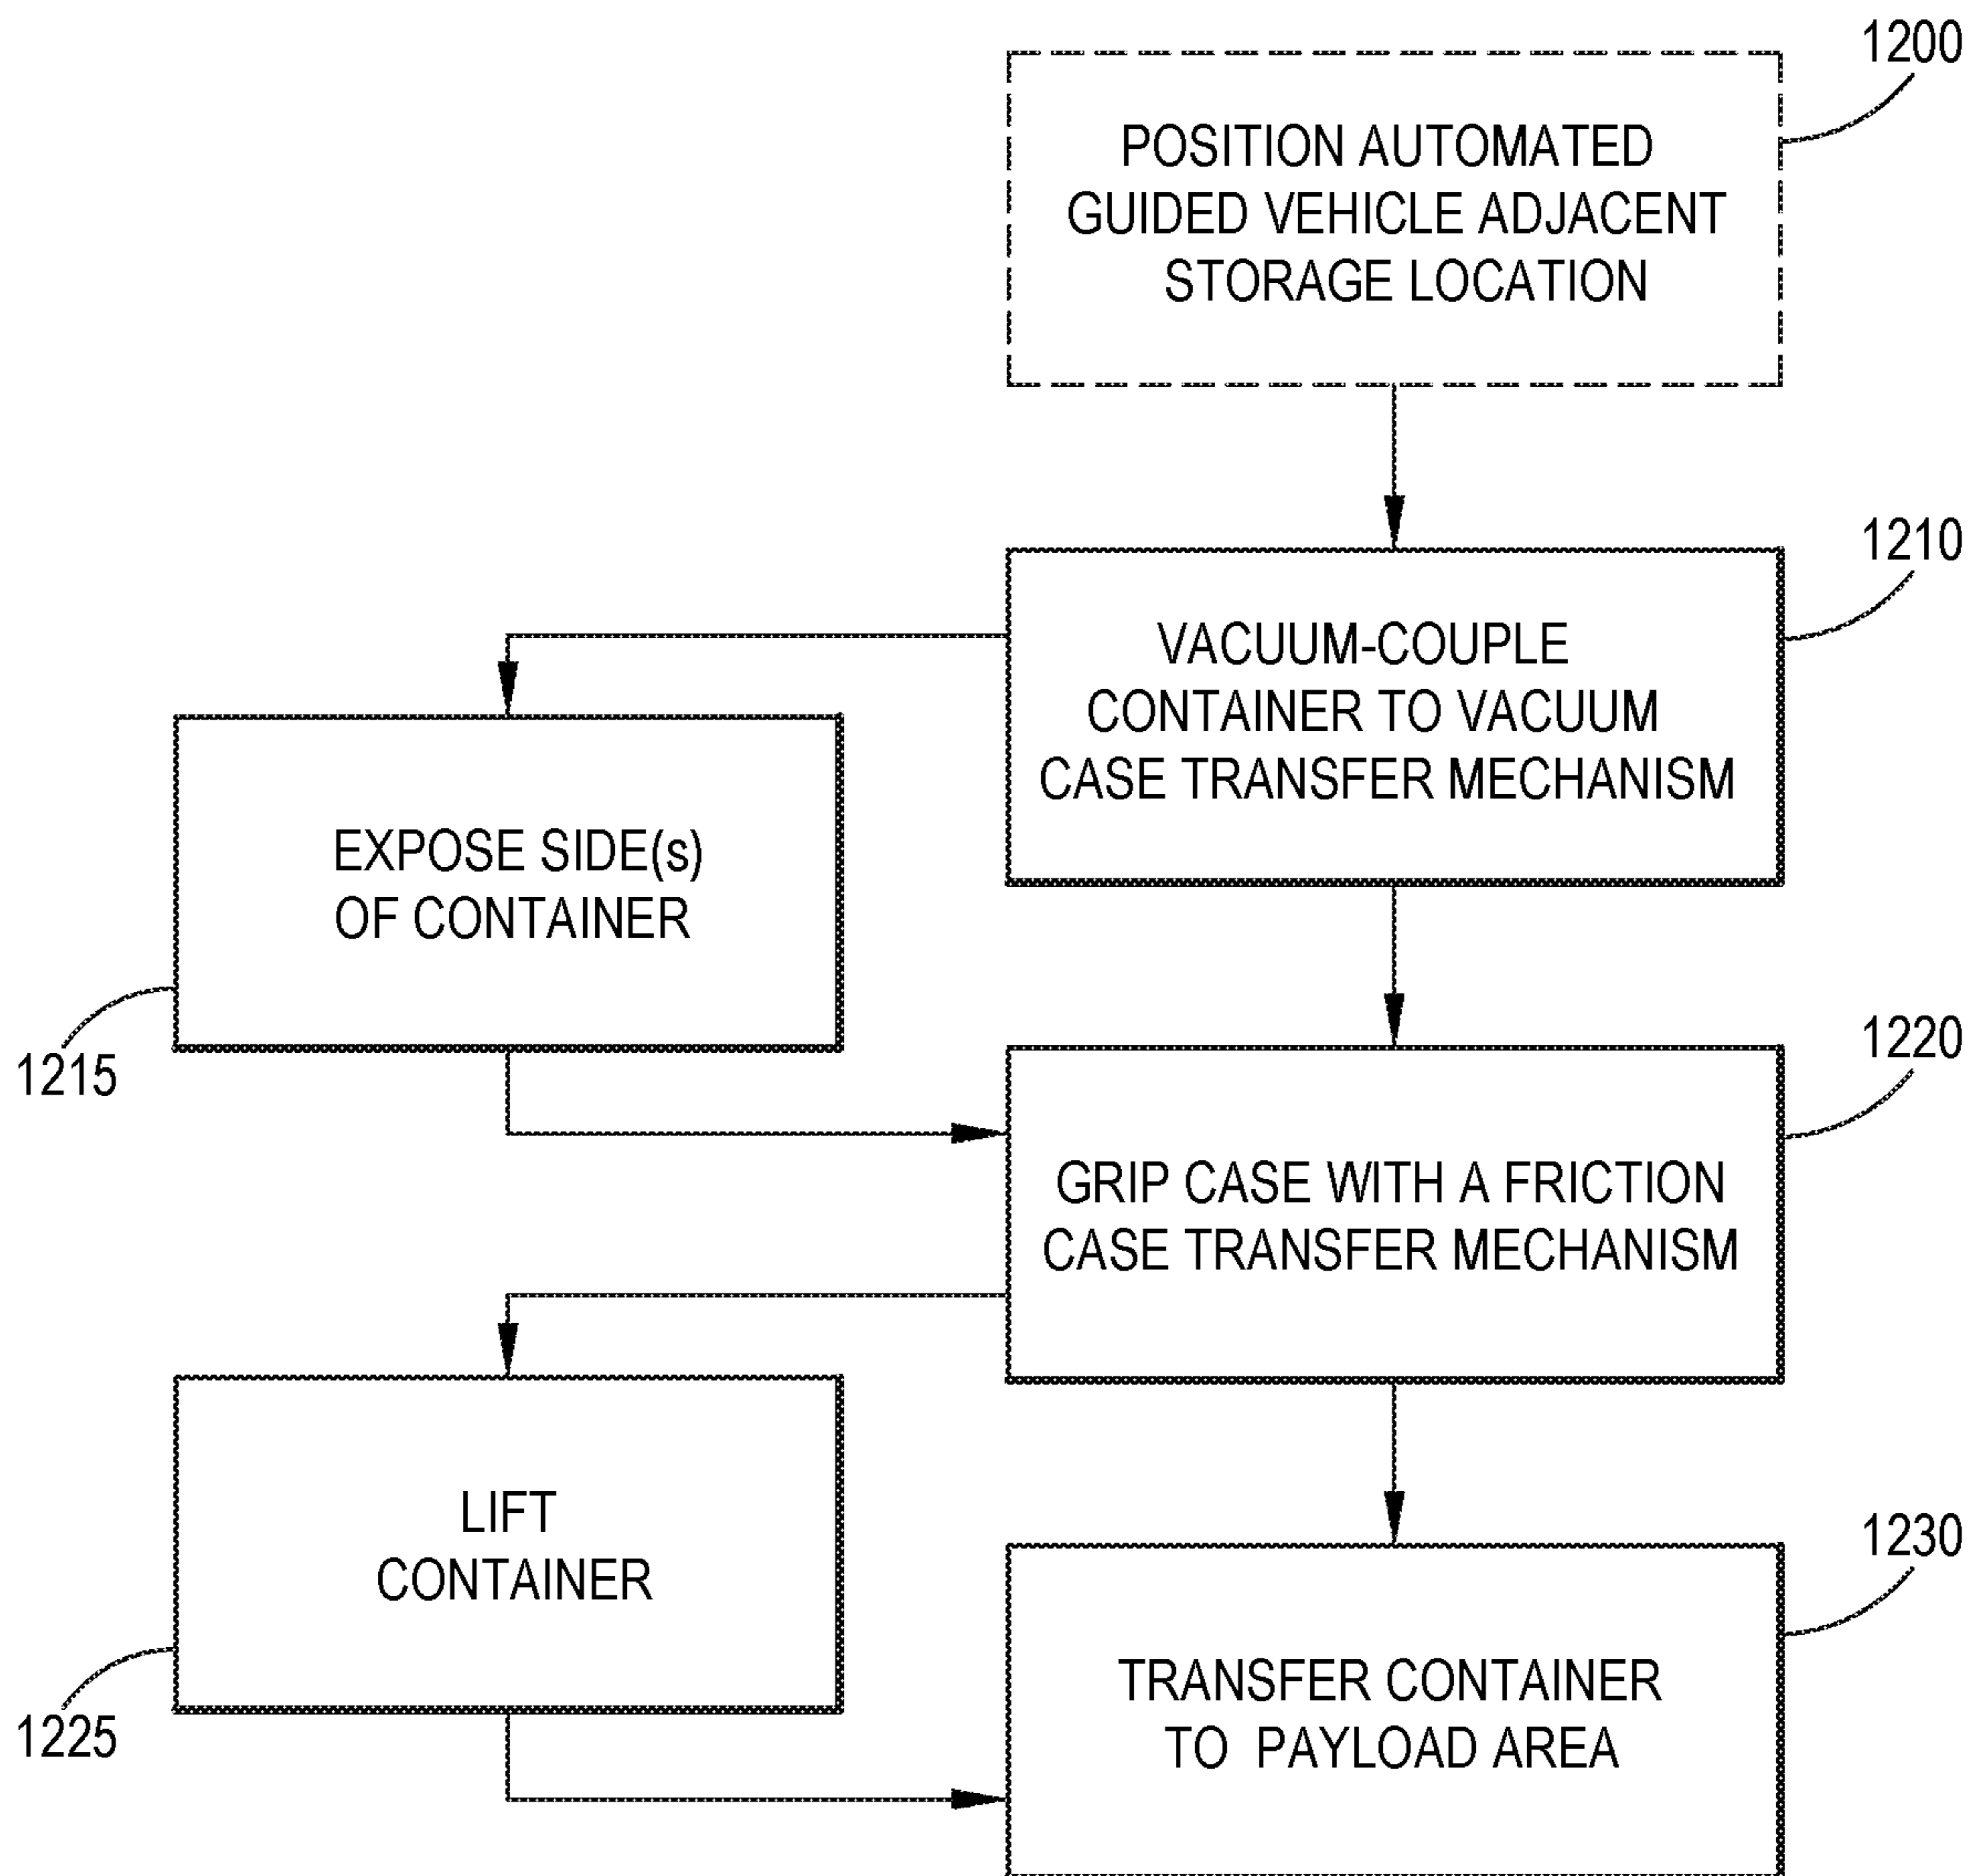 1200
POSITION AUTOMATED
GUIDED VEHICLE ADJACENT
STORAGE LOCATION
1210
VACUUM-COUPLE
CONTAINER TO VACUUM
CASE TRANSFER MECHANISM
EXPOSE SIDE(s)
OF CONTAINER
1215
1220
GRIP CASE WITH A FRICTION
CASE TRANSFER MECHANISM
LIFT
CONTAINER
1225
1230
TRANSFER CONTAINER
TO PAYLOAD AREA